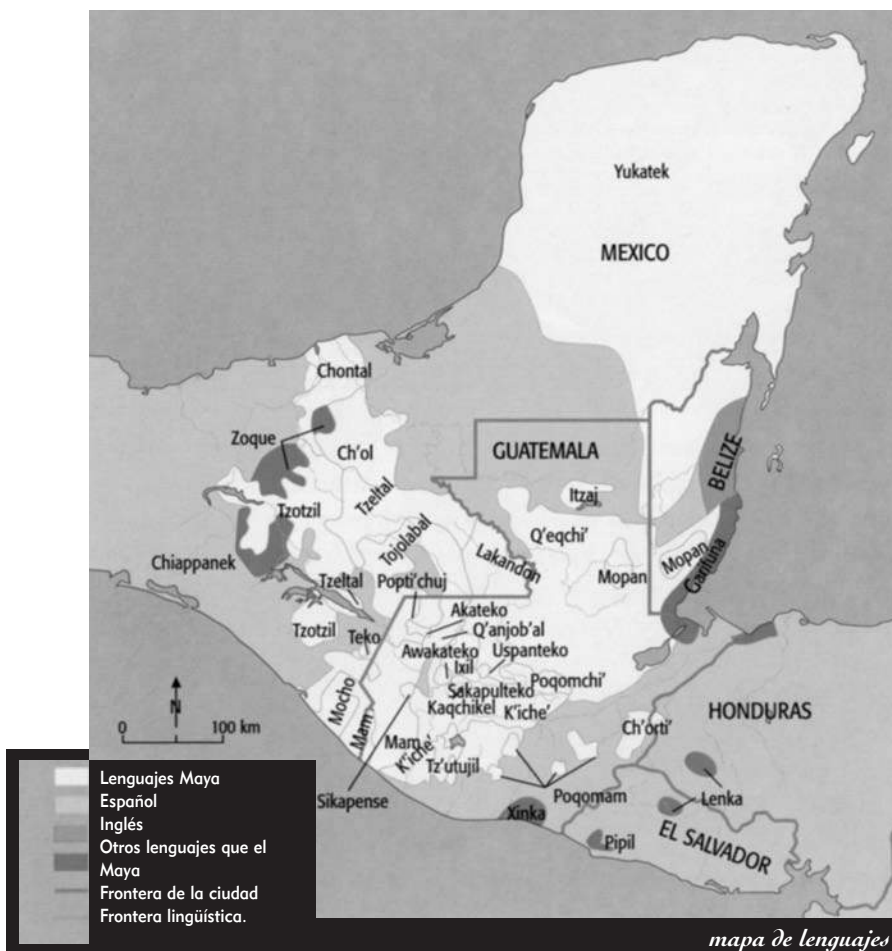 Yukatek
MEXICO
Chontal
Zoque
Ch'ol
GUATEMALA
BELIZE
Itzaj
Tzotzil
Tzeltal
Q'eqchi'
Tojolabal
Lakandon
Mopan
Mopan
Garifuna
Chiappanek
Tzeltal
Popti'chuj
Akateko
Tzotzil
Teko
Q'anjob'al
Awakateko
Uspanteko
Ixil
Poqomchi'
Sakapulteko
Kaqchikel
K'iche'
N
0 100 km
Mocho
Mam
Mam
K'iche'
Tz'utujil
Ch'orti'
HONDURAS
Sikapense
Poqomam
Lenka
Xinka
Pipil
EL SALVADOR
Lenguajes Maya
Español
Inglés
Otros lenguajes que el
Maya
Frontera de la ciudad
Frontera lingüística.
mapa de lenguajes